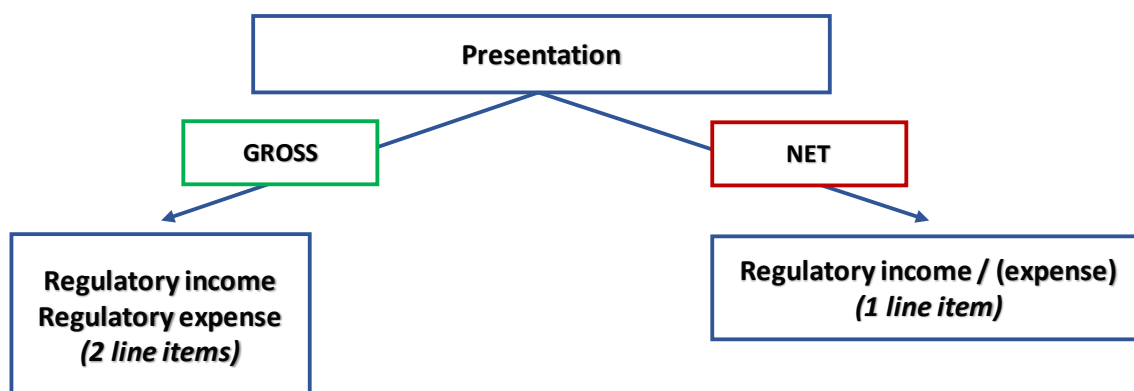 Presentation
GROSS
NET
Regulatory income
Regulatory expense
(2 line items)
Regulatory income / (expense)
(1 line item)